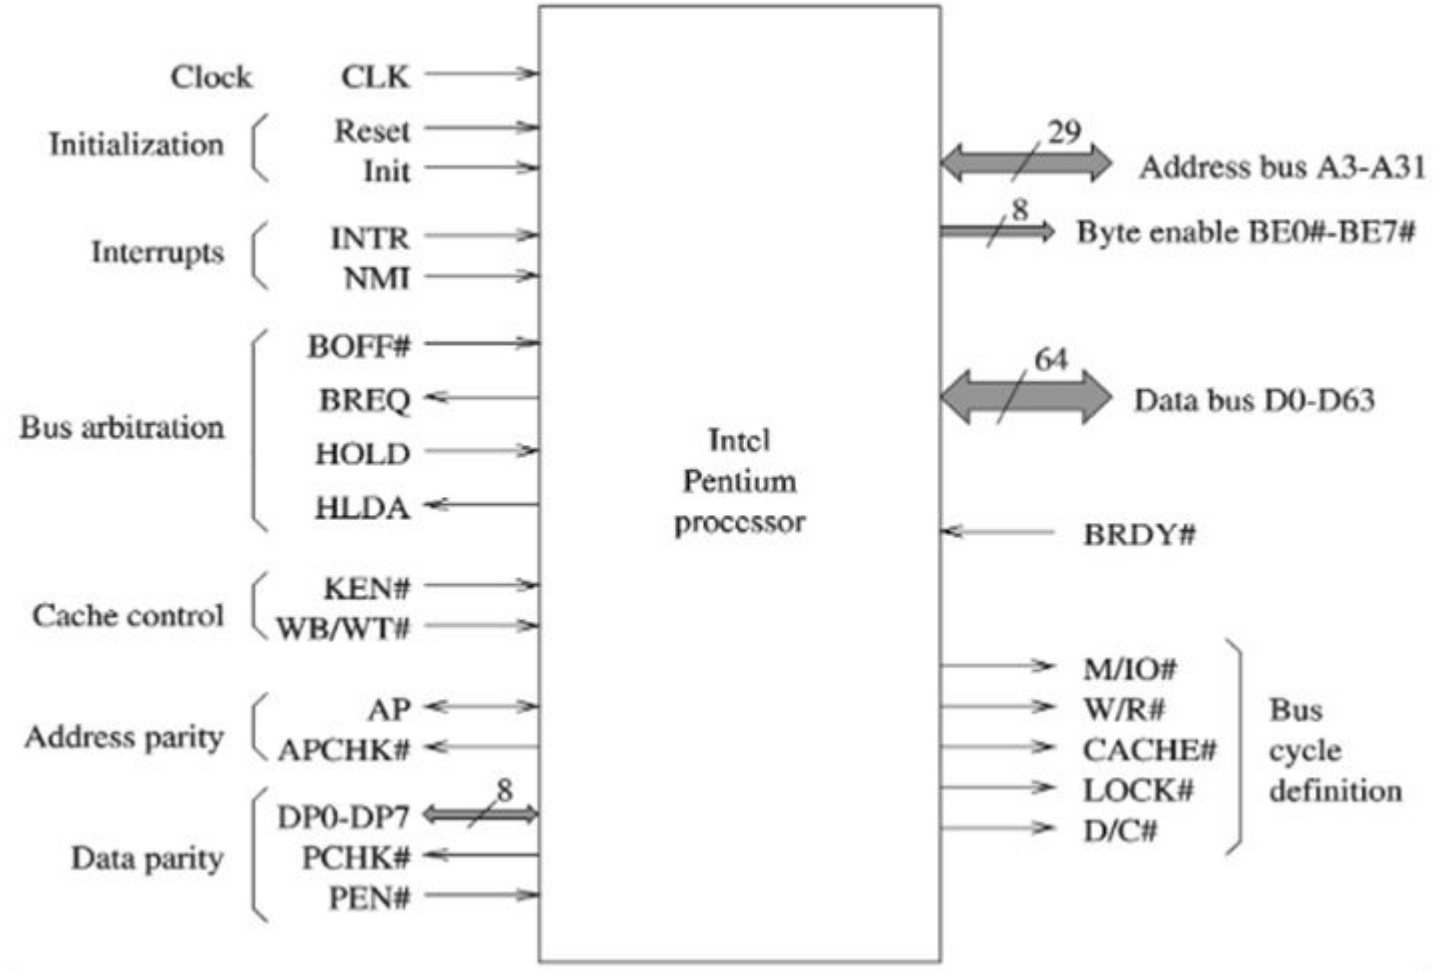 Clock CLK
Initialization
Reset
Init
Interrupts
INTR
NMI
Bus arbitration
BOFF#
BREQ
HOLD
HLDA
Cache control
KEN#
WB/WT#
Address parity
AP
APCHK#
Data parity
DP0-DP7 8
PCHK#
PEN#
Intel
Pentium
processor
29
Address bus A3-A31
8
Byte enable BE0#-BE7#
64
Data bus D0-D63
BRDY#
M/IO#
W/R#
CACHE#
LOCK#
D/C#
Bus
cycle
definition